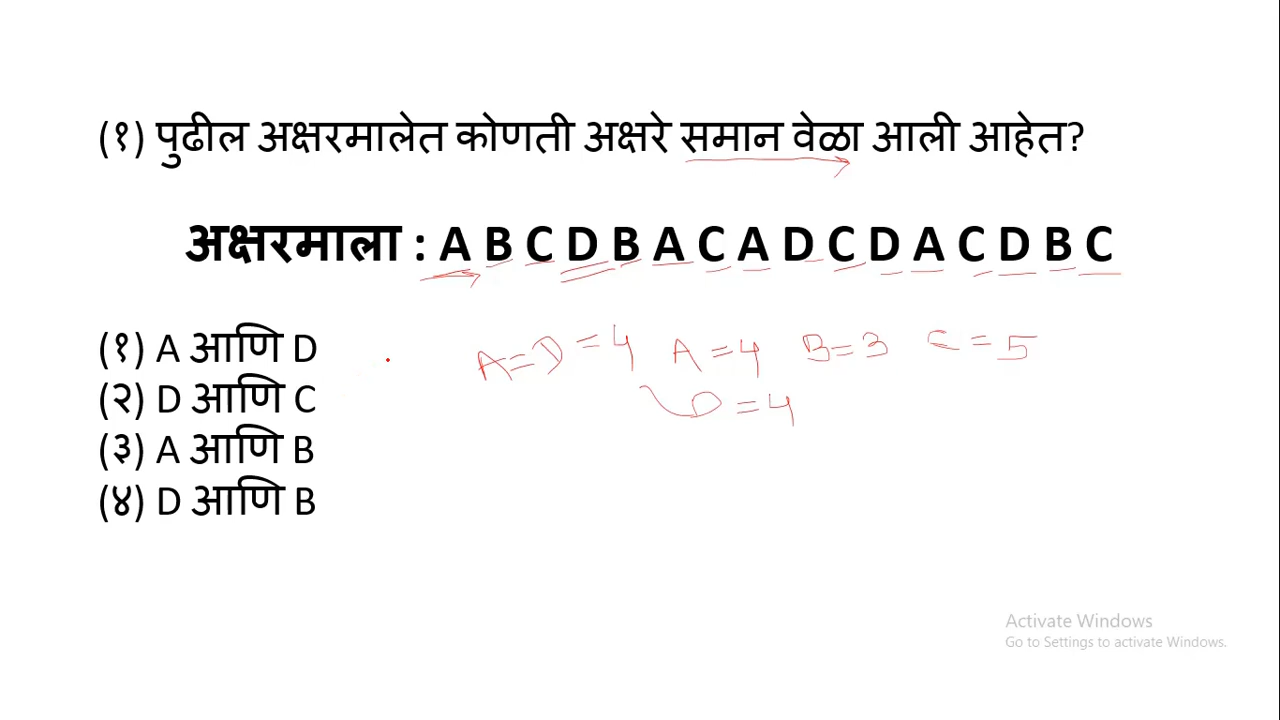 (१) पुढील अक्षरमालेत कोणती अक्षरे समान वेळा आली आहेत?
अक्षरमाला : A B C D B A C A D C D A C D B C
(१) A आणि D
A=D=4 A=4 B=3 C=5
(२) D आणि C
D=4
(३) A आणि B
(४) D आणि B
Activate Windows
Go to Settings to activate Windows.